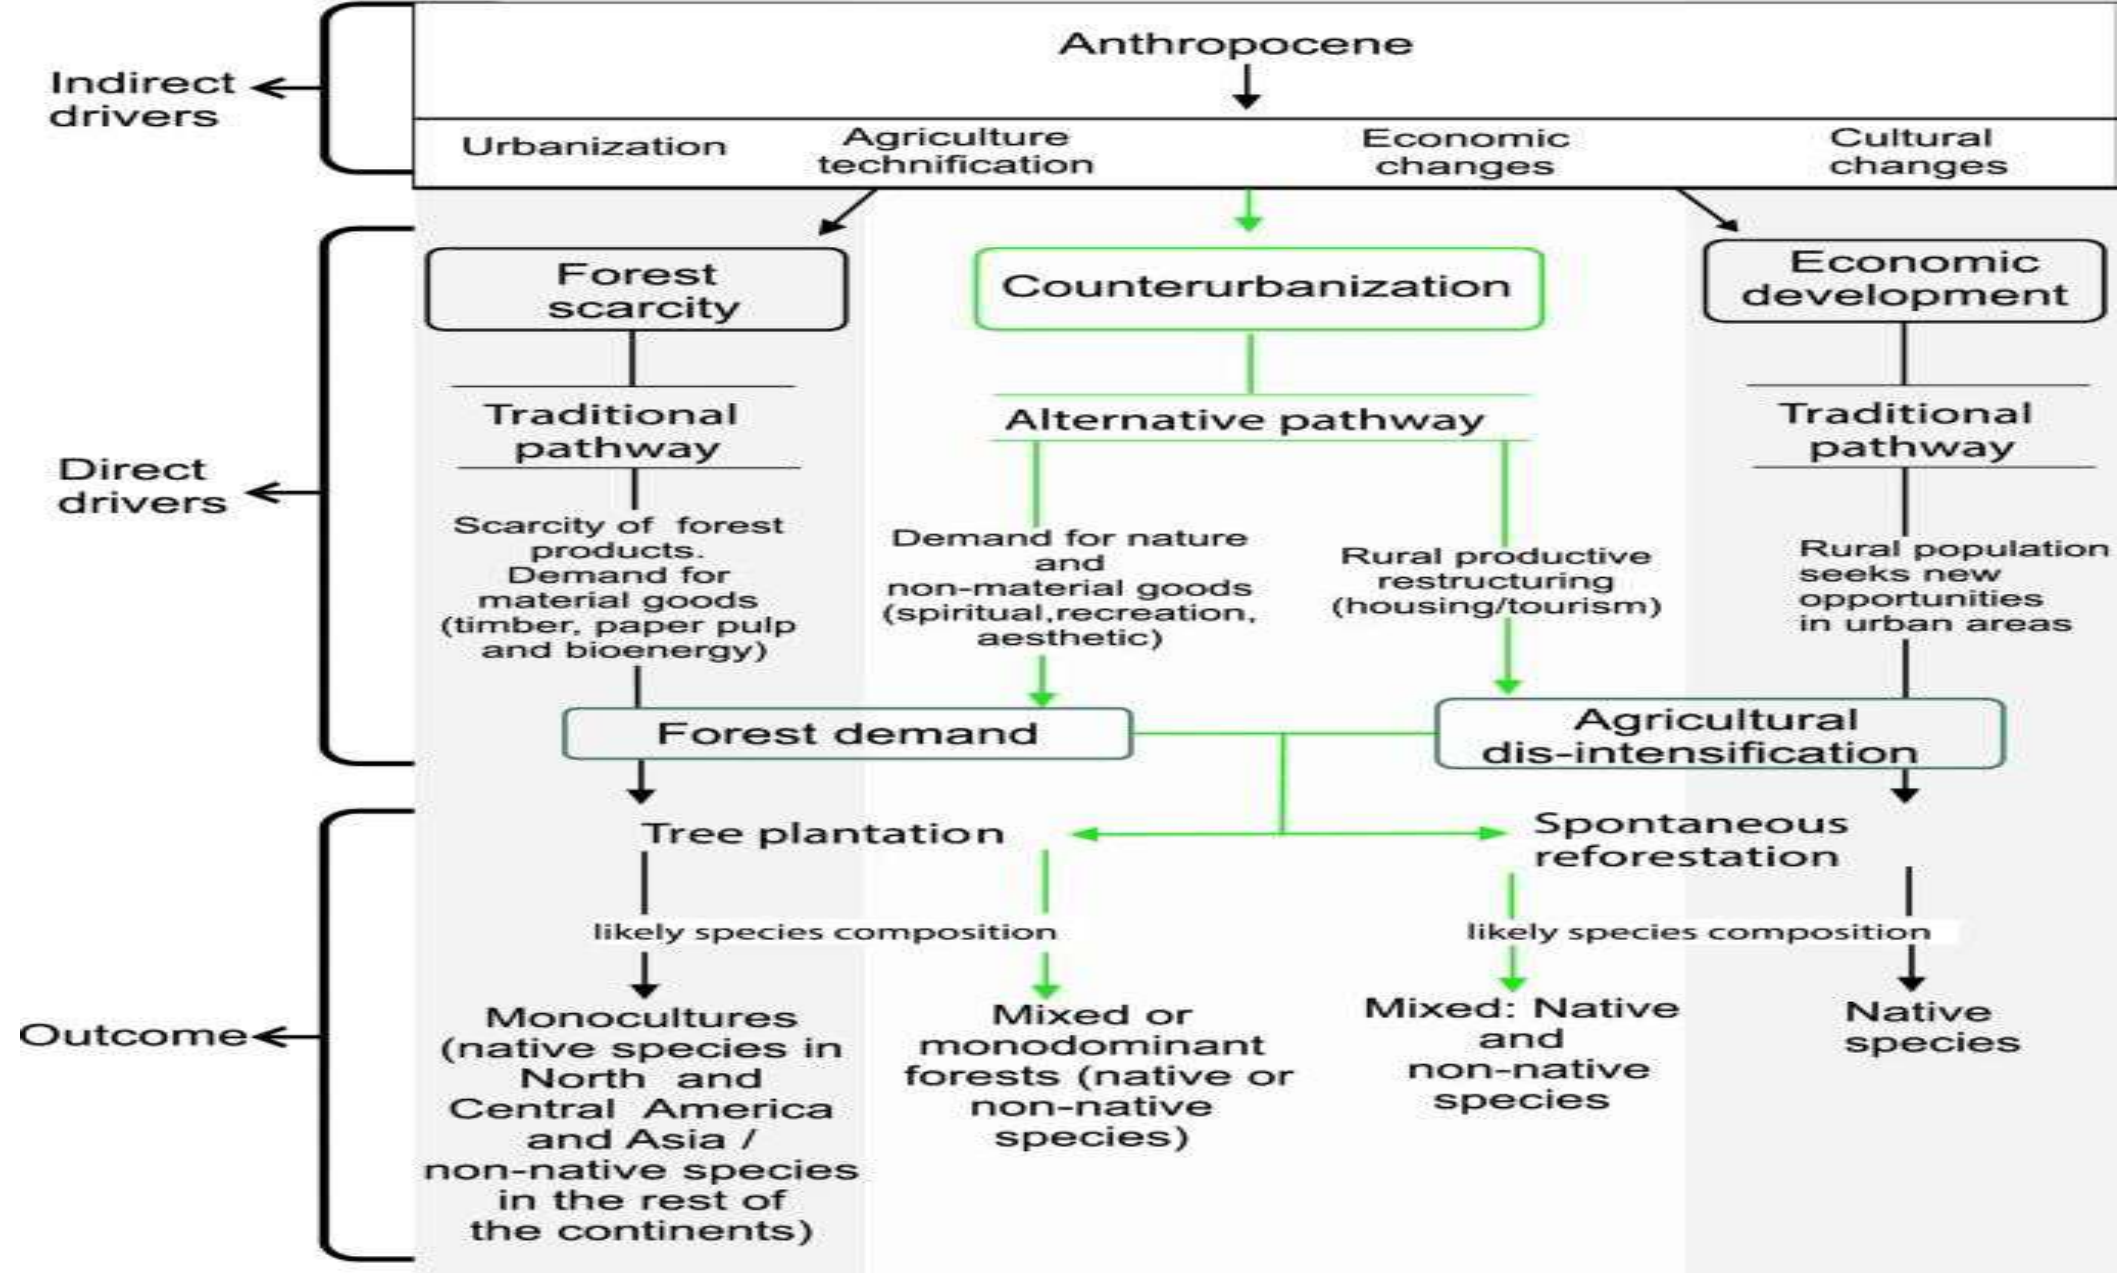 Anthropocene
Indirect
drivers
Urbanization
Agriculture
technification
Economic
changes
Cultural
changes
Direct
drivers
Forest
scarcity
Traditional
pathway
Scarcity of forest
products.
Demand for
material goods
(timber, paper pulp
and bioenergy)
Counterurbanization
Alternative pathway
Demand for nature
and
non-material goods
(spiritual,recreation,
aesthetic)
Rural productive
restructuring
(housing/tourism)
Economic
development
Traditional
pathway
Rural population
seeks new
opportunities
in urban areas
Forest demand
Agricultural
dis-intensification
Outcome
Tree plantation
Spontaneous
reforestation
likely species composition
likely species composition
Monocultures
(native species in
North and
Central America
and Asia /
non-native species
in the rest of
the continents)
Mixed or
monodominant
forests (native or
non-native
species)
Mixed: Native
and
non-native
species
Native
species